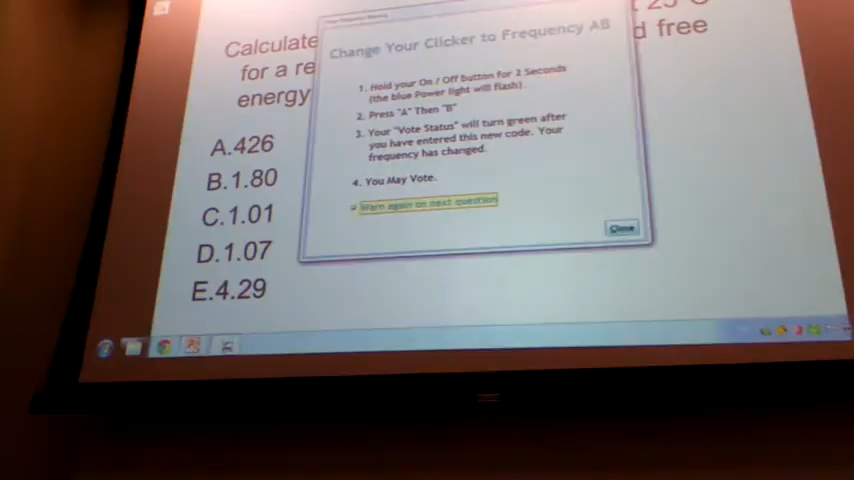 Calculate
for a re
energy
25
d free
A.426
B.1.80
C.1.01
D.1.07
E.4.29
Change Your Clicker to Frequency AB
1. Hold your On / Off button for 2 Seconds
(the blue Power light will flash)
2. Press "A" Then "B"
3. Your "Vote Status" will turn green after
you have entered this new code. Your
frequency has changed.
4. You May Vote.
Warn again on next question
Close